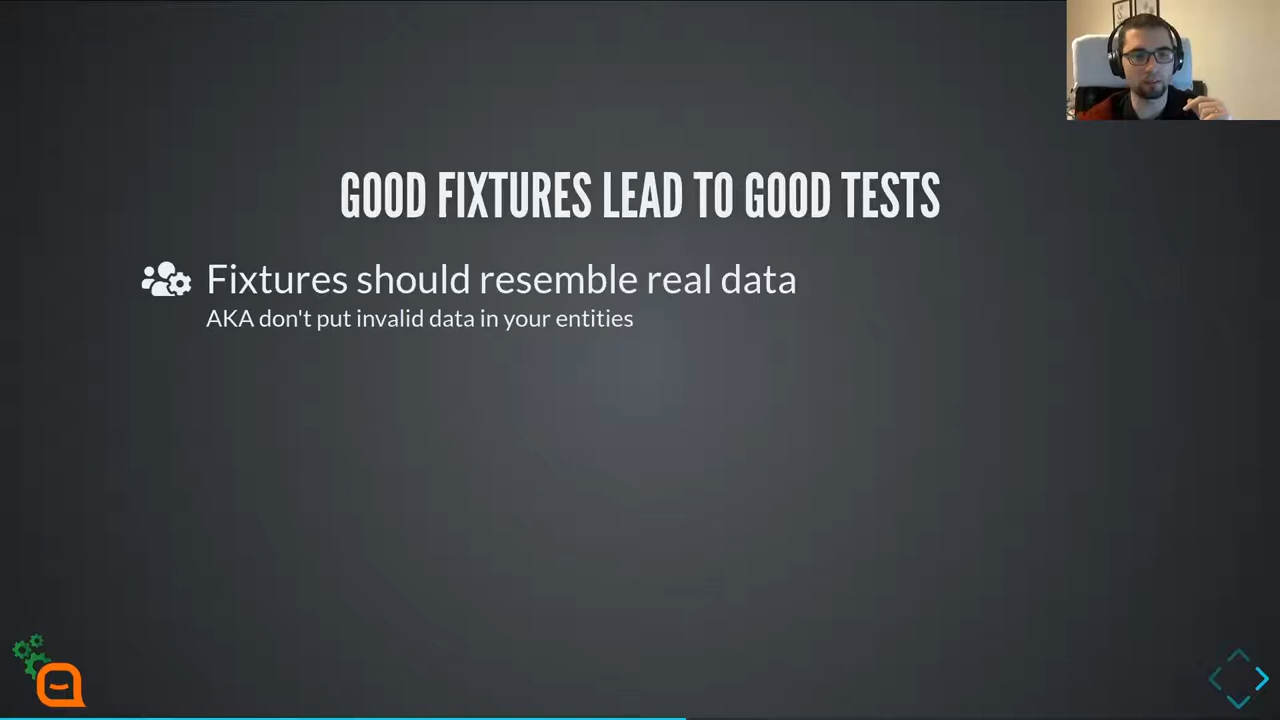 GOOD FIXTURES LEAD TO GOOD TESTS
Fixtures should resemble real data
AKA don't put invalid data in your entities